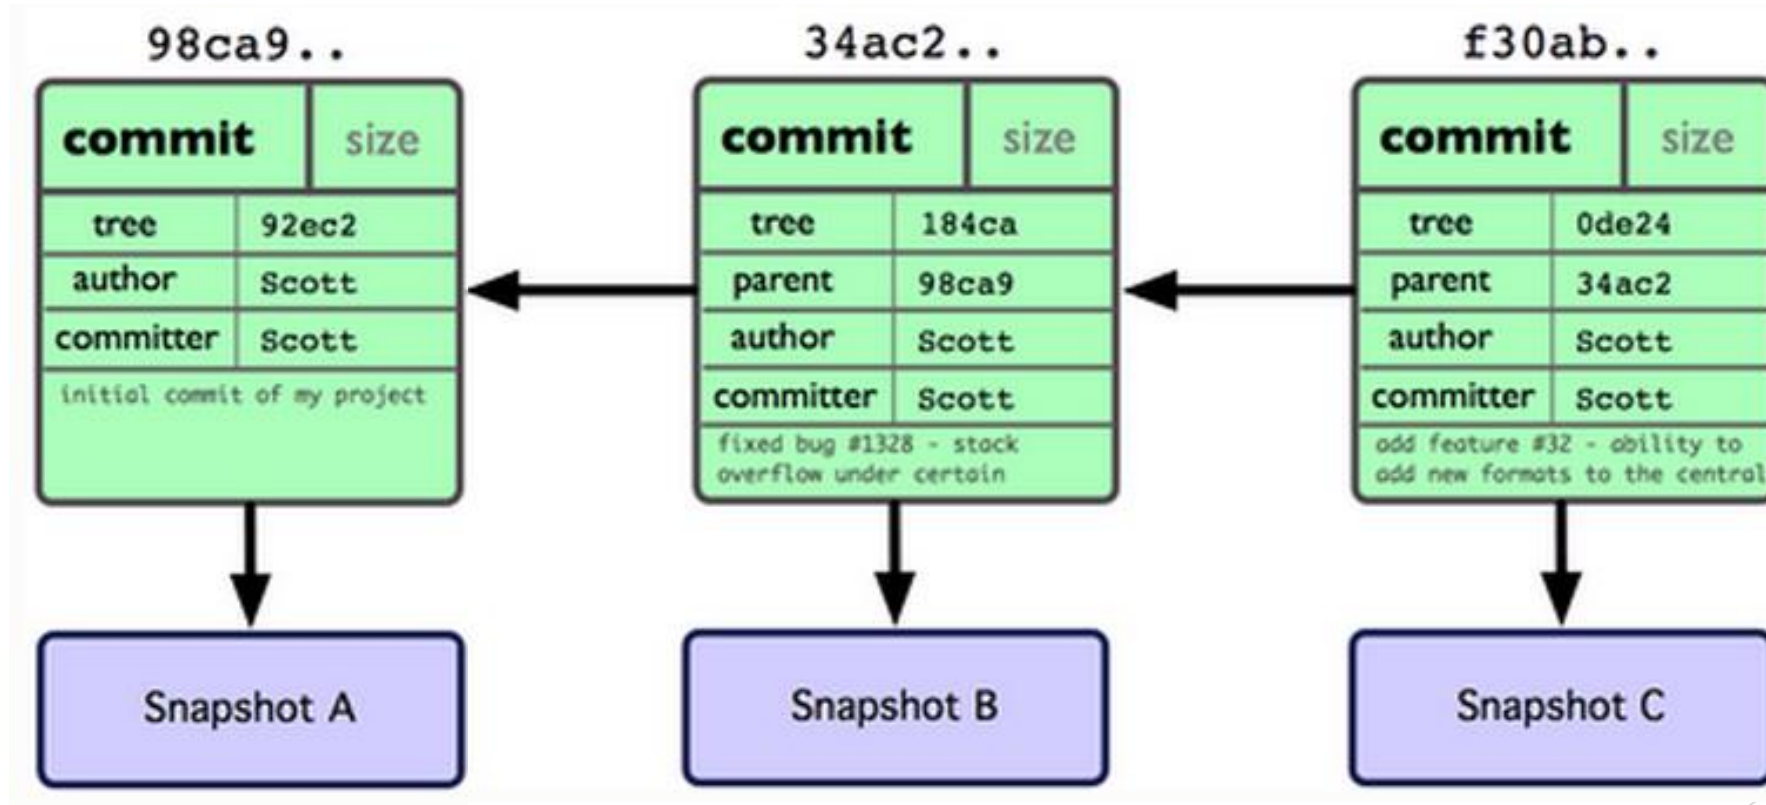 98ca9..
commit size
tree 92ec2
author Scott
committer Scott
initial commit of my project
Snapshot A
34ac2..
commit size
tree 184ca
parent 98ca9
author Scott
committer Scott
fixed bug #1328 - stack
overflow under certain
Snapshot B
f30ab..
commit size
tree 0de24
parent 34ac2
author Scott
committer Scott
add feature #32 - ability to
add new formats to the central
Snapshot C